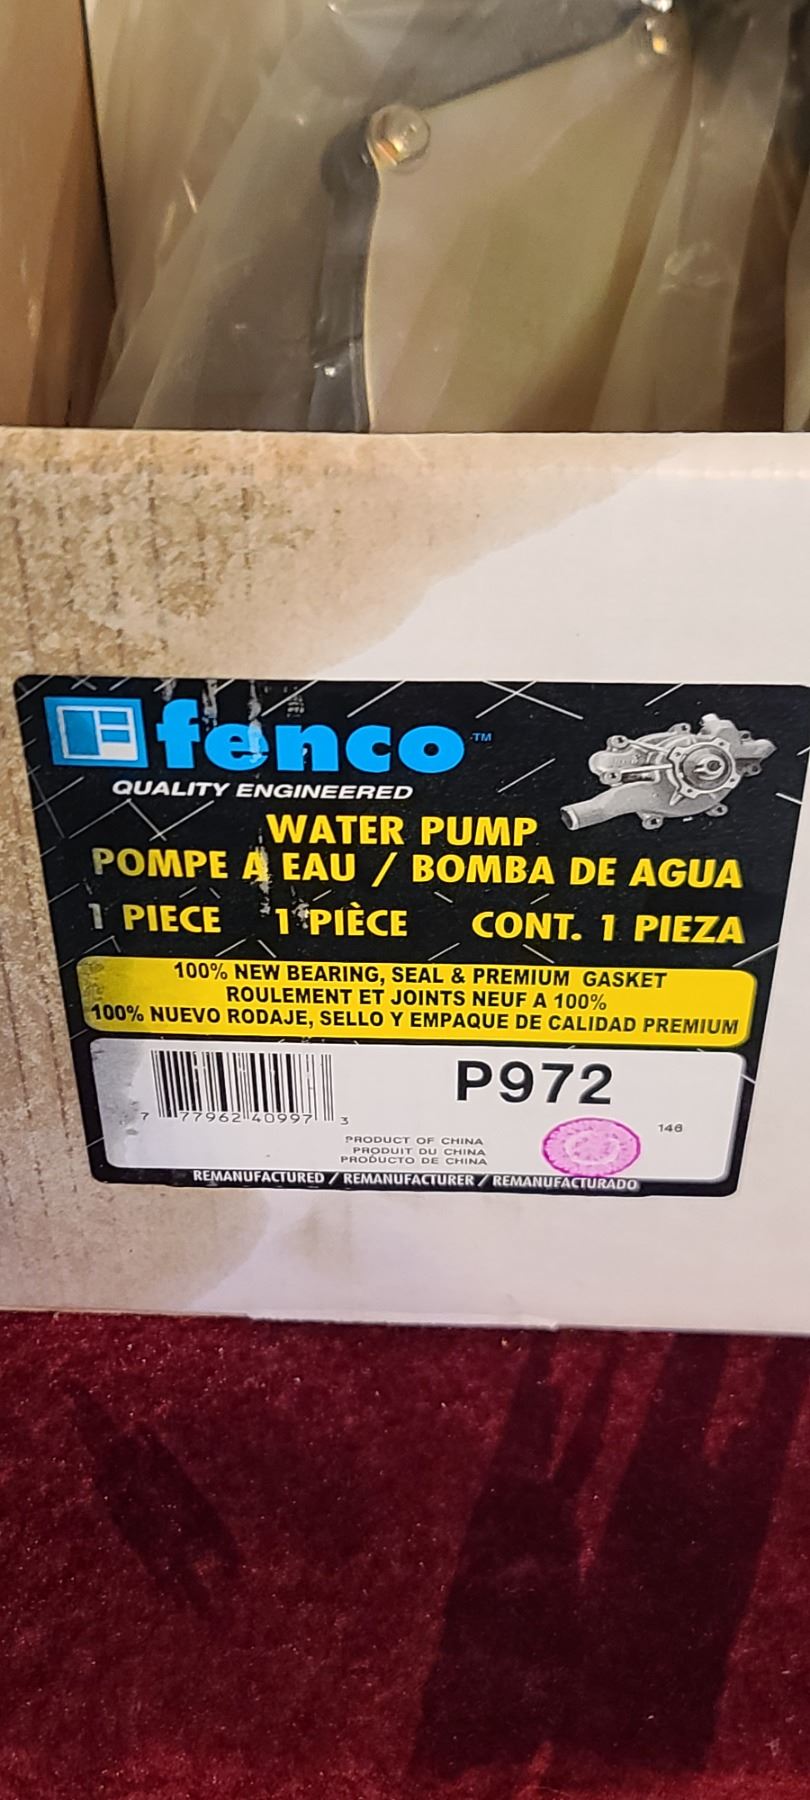 fenco™
QUALITY ENGINEERED
WATER PUMP
POMPE A EAU / BOMBA DE AGUA
1 PIECE 1 PIÈCE CONT. 1 PIEZA
100% NEW BEARING, SEAL & PREMIUM GASKET
ROULEMENT ET JOINTS NEUF A 100%
100% NUEVO RODAJE, SELLO Y EMPAQUE DE CALIDAD PREMIUM
P972
7 77962 40997 3
146
PRODUCT OF CHINA
PRODUIT DU CHINA
PRODUCTO DE CHINA
REMANUFACTURED / REMANUFACTURER / REMANUFACTURADO